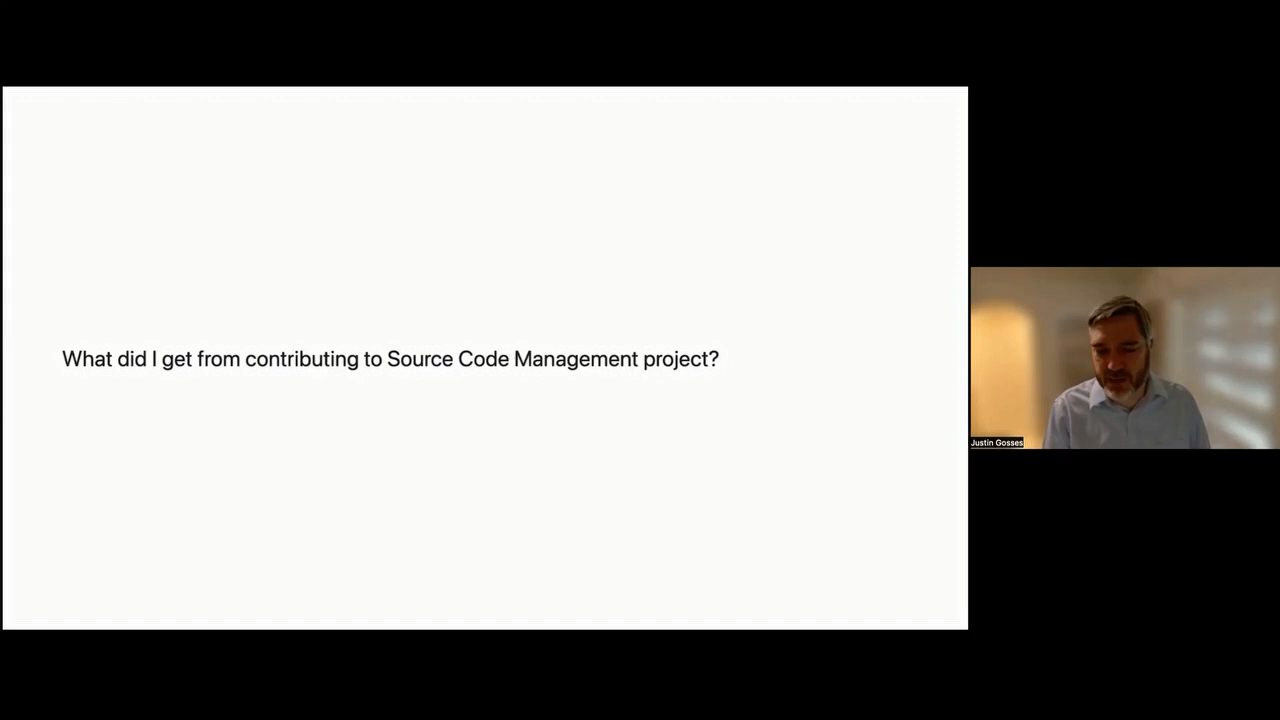 What did I get from contributing to Source Code Management project?
Justin Gosses